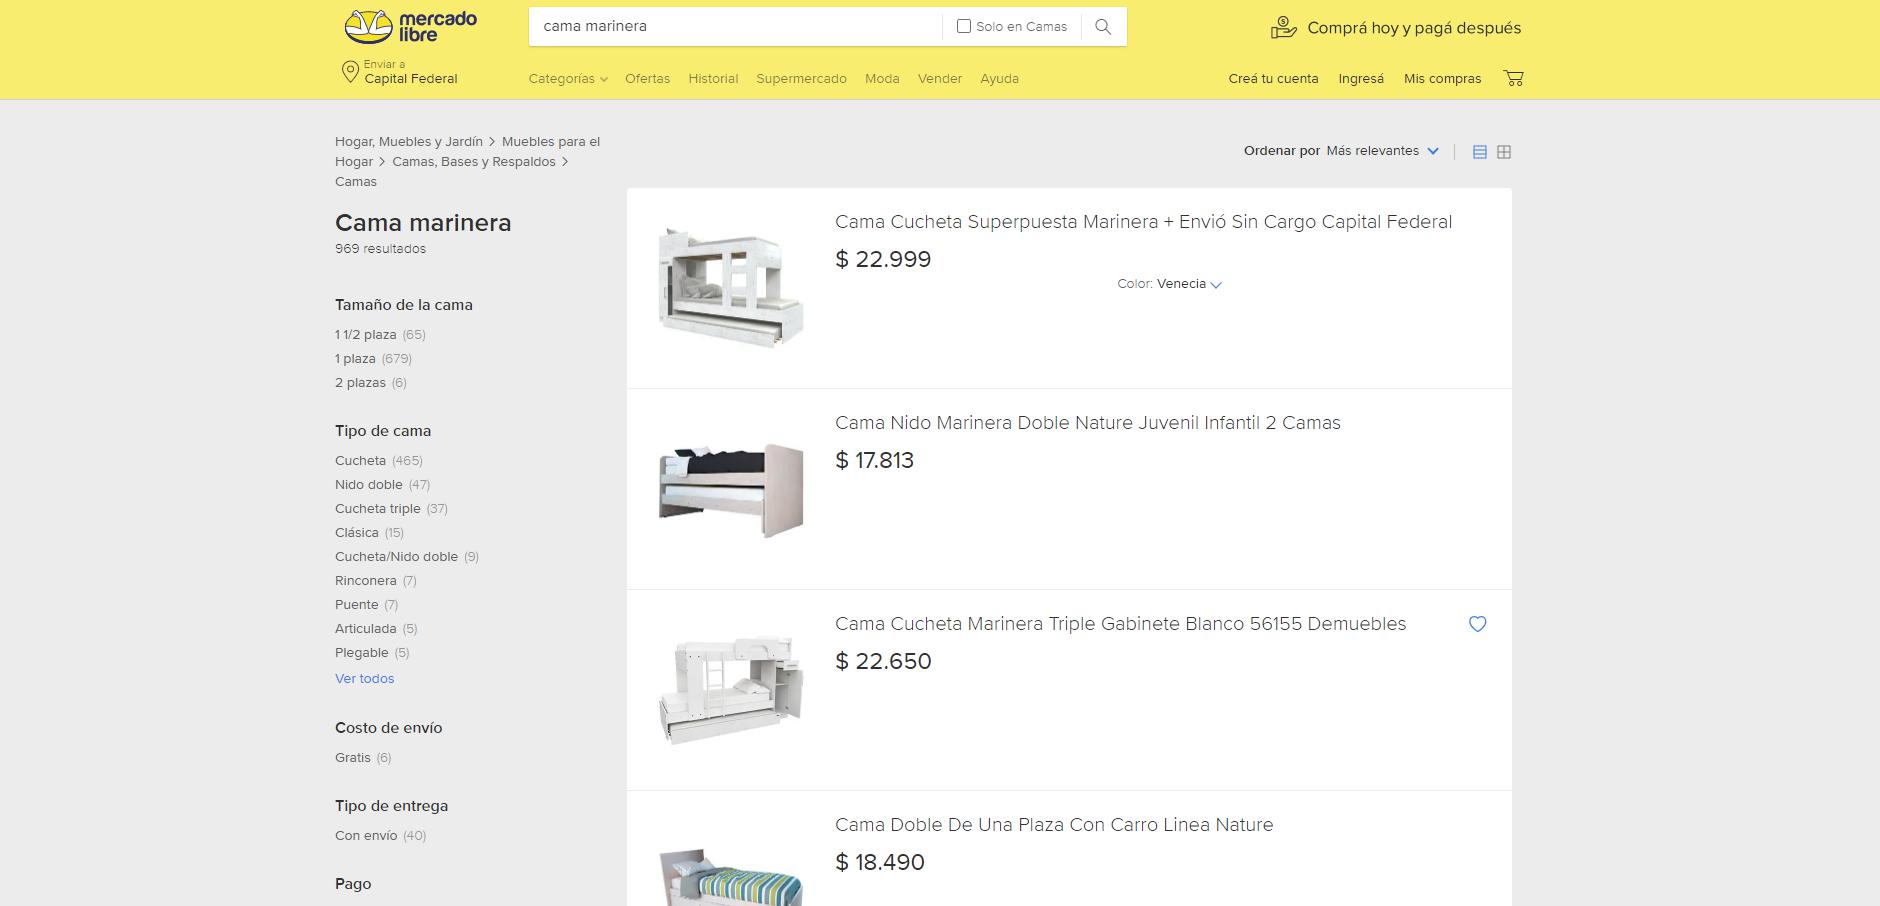 mercado
libre
cama marinera
Solo en Camas
Comprá hoy y pagá después
Enviar a
Capital Federal
Categorías
Ofertas
Historial
Supermercado
Moda
Vender
Ayuda
Creá tu cuenta
Ingresá
Mis compras
Hogar, Muebles y Jardín > Muebles para el
Hogar > Camas, Bases y Respaldos >
Camas
Ordenar por Más relevantes
Cama marinera
969 resultados
Tamaño de la cama
1 1/2 plaza (65)
1 plaza (679)
2 plazas (6)
Tipo de cama
Cucheta (465)
Nido doble (47)
Cucheta triple (37)
Clásica (15)
Cucheta/Nido doble (9)
Rinconera (7)
Puente (7)
Articulada (5)
Plegable (5)
Ver todos
Costo de envío
Gratis (6)
Tipo de entrega
Con envío (40)
Pago
Cama Cucheta Superpuesta Marinera + Envió Sin Cargo Capital Federal
$ 22.999
Color: Venecia
Cama Nido Marinera Doble Nature Juvenil Infantil 2 Camas
$ 17.813
Cama Cucheta Marinera Triple Gabinete Blanco 56155 Demuebles
$ 22.650
Cama Doble De Una Plaza Con Carro Linea Nature
$ 18.490